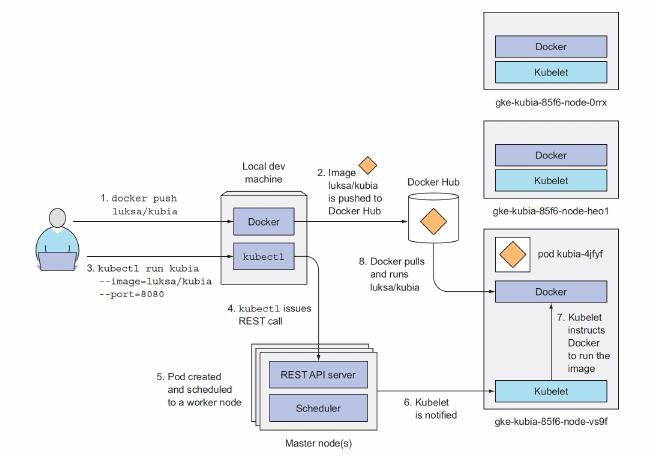 Docker
Kubelet
gke-kubia-85f6-node-0rrx
Docker
Kubelet
gke-kubia-85f6-node-heo1
Local dev
machine
1. docker push
luksa/kubia
Docker
kubectl
2. Image
luksa/kubia
is pushed to
Docker Hub
Docker Hub
3. kubectl run kubia
--image=luksa/kubia
--port=8080
4. kubectl issues
REST call
5. Pod created
and scheduled
to a worker node
REST API server
Scheduler
Master node(s)
6. Kubelet
is notified
8. Docker pulls
and runs
luksa/kubia
pod kubia-4jfyf
Docker
7. Kubelet
instructs
Docker
to run the
image
Kubelet
gke-kubia-85f6-node-vs9f